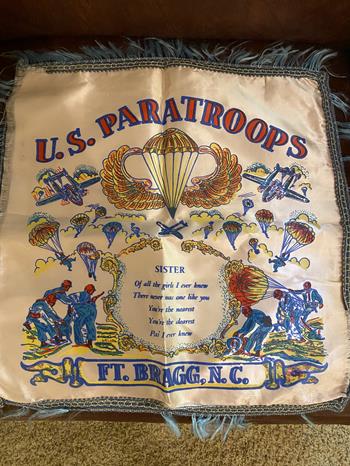 U.S. PARATROOPS
SISTER
Of all the girls I ever knew
There never was one like you
You're the nearest
You're the dearest
Pal I ever knew
FT. BRAGG, N.C.